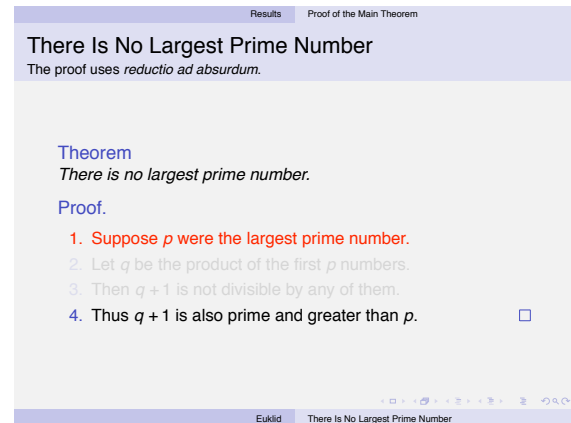 Results Proof of the Main Theorem
There Is No Largest Prime Number
The proof uses reductio ad absurdum.
Theorem
There is no largest prime number.
Proof.
1. Suppose p were the largest prime number.
2. Let q be the product of the first p numbers.
3. Then q + 1 is not divisible by any of them.
4. Thus q + 1 is also prime and greater than p.
Euklid There Is No Largest Prime Number